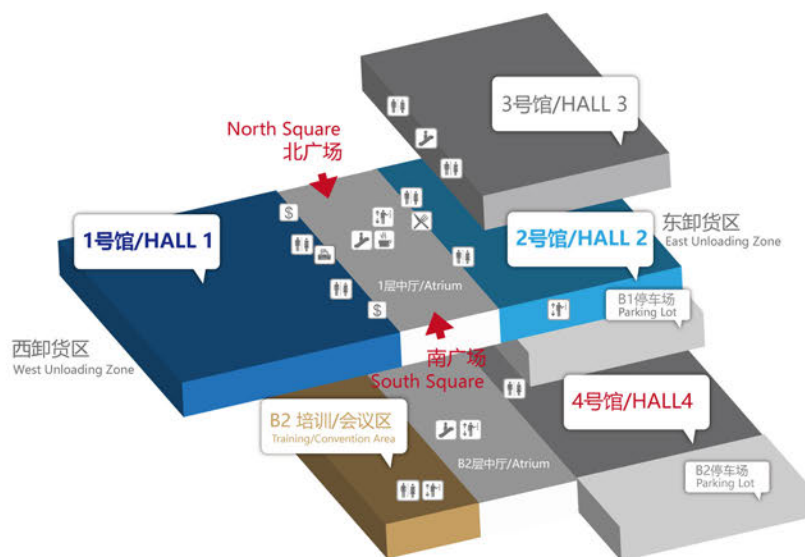 3号馆/HALL 3
North Square
北广场
1号馆/HALL 1
2号馆/HALL 2
东卸货区
East Unloading Zone
$
1层中厅/Atrium
B1停车场
Parking Lot
$
西卸货区
West Unloading Zone
南广场
South Square
B2 培训/会议区
Training/Convention Area
4号馆/HALL4
B2层中厅/Atrium
B2停车场
Parking Lot